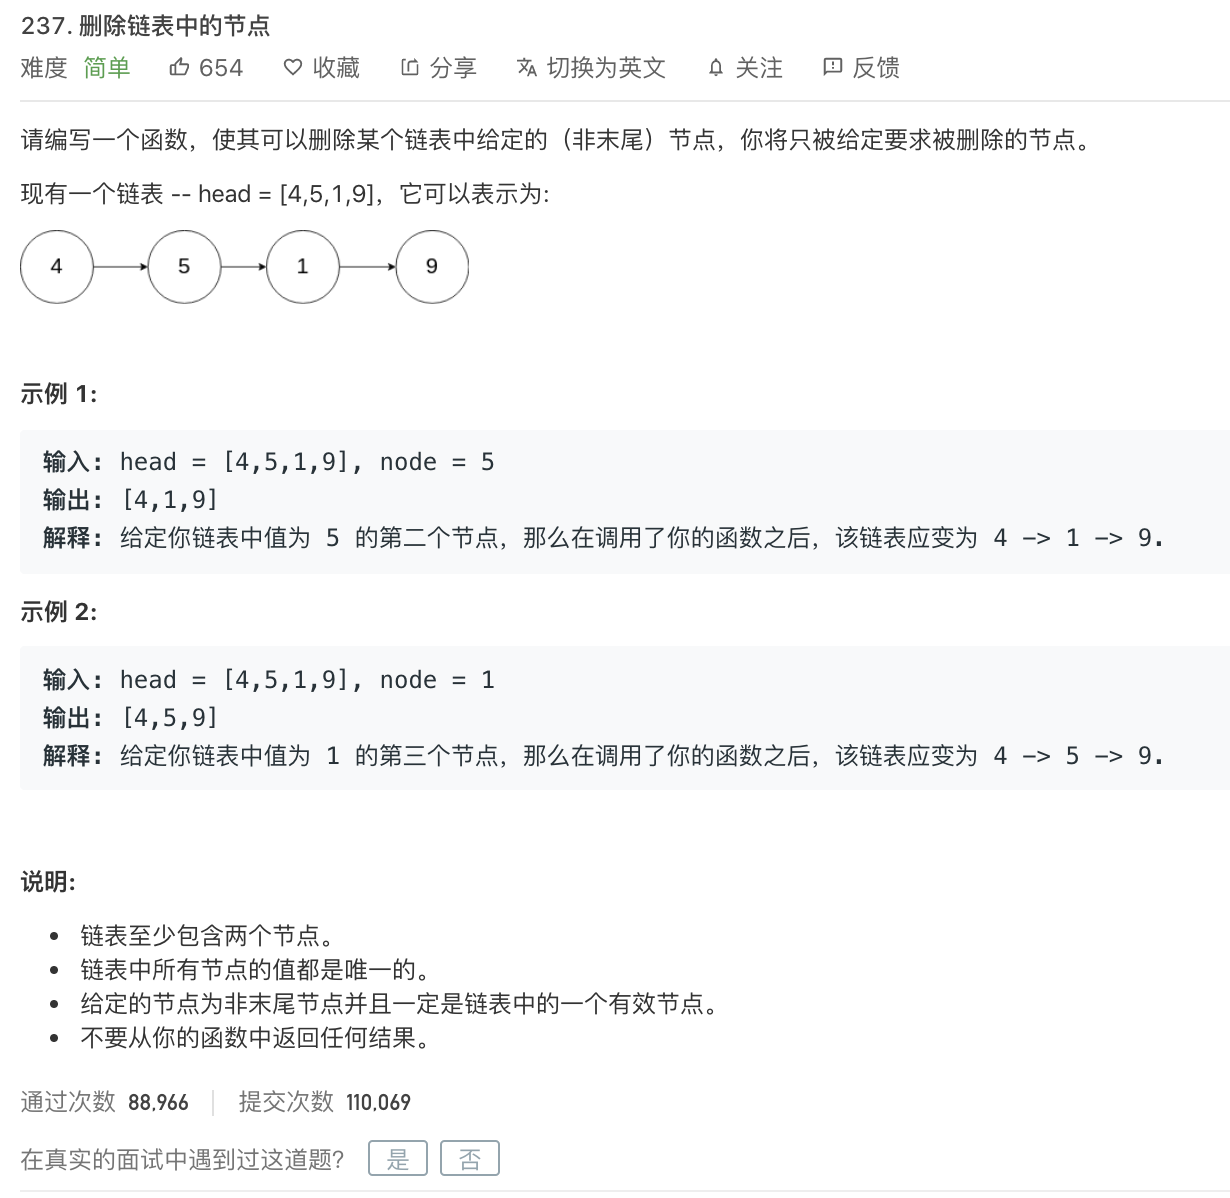 237. 删除链表中的节点
难度 简单 654 收藏 分享 切换为英文 关注 反馈
请编写一个函数，使其可以删除某个链表中给定的（非末尾）节点，你将只被给定要求被删除的节点。
现有一个链表 -- head = [4,5,1,9]，它可以表示为:
4 5 1 9
示例 1:
输入: head = [4,5,1,9], node = 5
输出: [4,1,9]
解释: 给定你链表中值为 5 的第二个节点，那么在调用了你的函数之后，该链表应变为 4 -> 1 -> 9.
示例 2:
输入: head = [4,5,1,9], node = 1
输出: [4,5,9]
解释: 给定你链表中值为 1 的第三个节点，那么在调用了你的函数之后，该链表应变为 4 -> 5 -> 9.
说明:
链表至少包含两个节点。
链表中所有节点的值都是唯一的。
给定的节点为非末尾节点并且一定是链表中的一个有效节点。
不要从你的函数中返回任何结果。
通过次数 88,966 提交次数 110,069
在真实的面试中遇到过这道题? 是 否